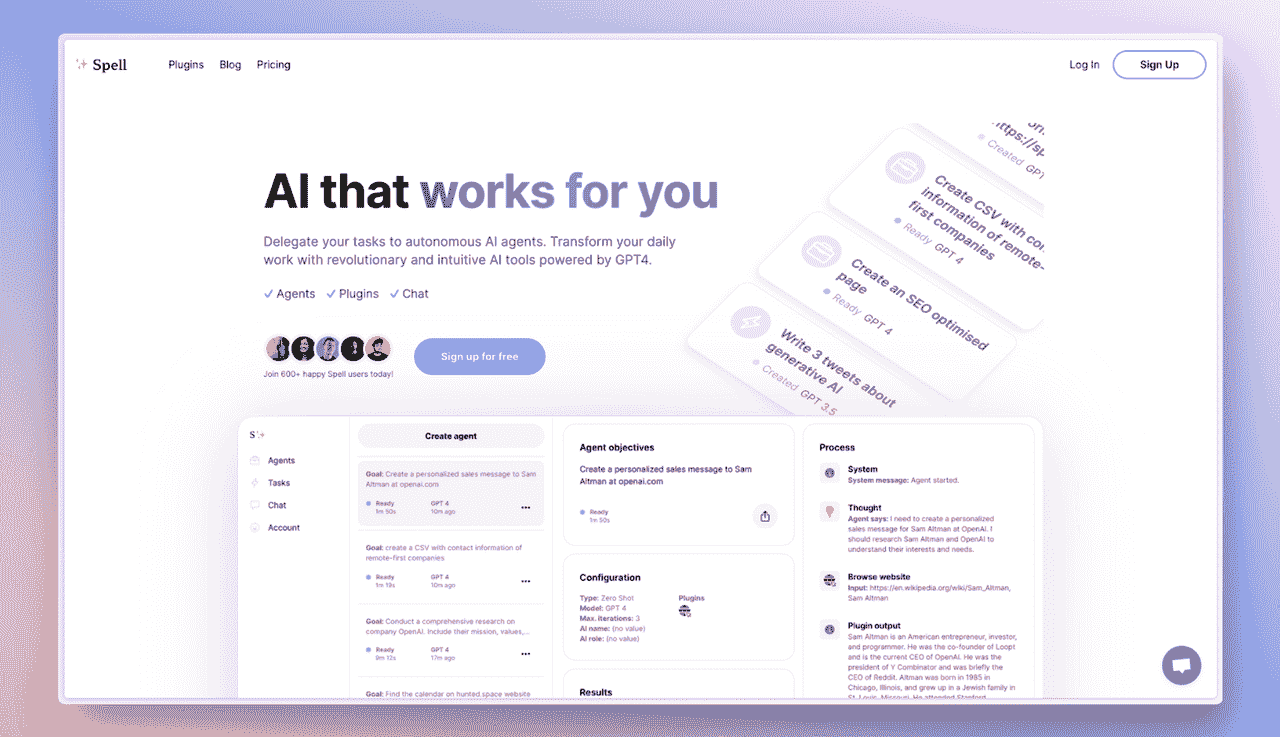 Spell
Plugins Blog Pricing
Log In
Sign Up
AI that works for you
Delegate your tasks to autonomous AI agents. Transform your daily
work with revolutionary and intuitive AI tools powered by GPT4.
Agents Plugins Chat
Join 600+ happy Spell users today!
Sign up for free
https://sp
Created GPT
Create CSV with co
information of remote-
first companies
Ready GPT 4
Create an SEO optimised
page
Ready GPT 4
Write 3 tweets about
generative AI
Created GPT 3.5
S
Agents
Tasks
Chat
Account
Create agent
Goal: Create a personalized sales message to Sam
Altman at openai.com
Ready GPT 4
1m 50s 10m ago
Goal: create a CSV with contact information of
remote-first companies
Ready GPT 4
1m 19s 10m ago
Goal: Conduct a comprehensive research on
company OpenAI. Include their mission, values,...
Ready GPT 4
9m 12s 17m ago
Goal: Find the calendar on hunted.space website
Agent objectives
Create a personalized sales message to Sam
Altman at openai.com
Ready
1m 50s
Configuration
Type: Zero Shot
Model: GPT 4
Max. iterations: 3
AI name: (no value)
AI role: (no value)
Plugins
Results
Process
System
System message: Agent started.
Thought
Agent says: I need to create a personalized
sales message for Sam Altman at OpenAI. I
should research Sam Altman and OpenAI to
understand their interests and needs.
Browse website
Input: https://en.wikipedia.org/wiki/Sam_Altman,
Sam Altman
Plugin output
Sam Altman is an American entrepreneur, investor,
and programmer. He was the co-founder of Loopt
and is the current CEO of OpenAI. He was the
president of Y Combinator and was briefly the
CEO of Reddit. Altman was born in 1985 in
Chicago, Illinois, and grew up in a Jewish family in
St. Louis, Missouri. He attended Stanford